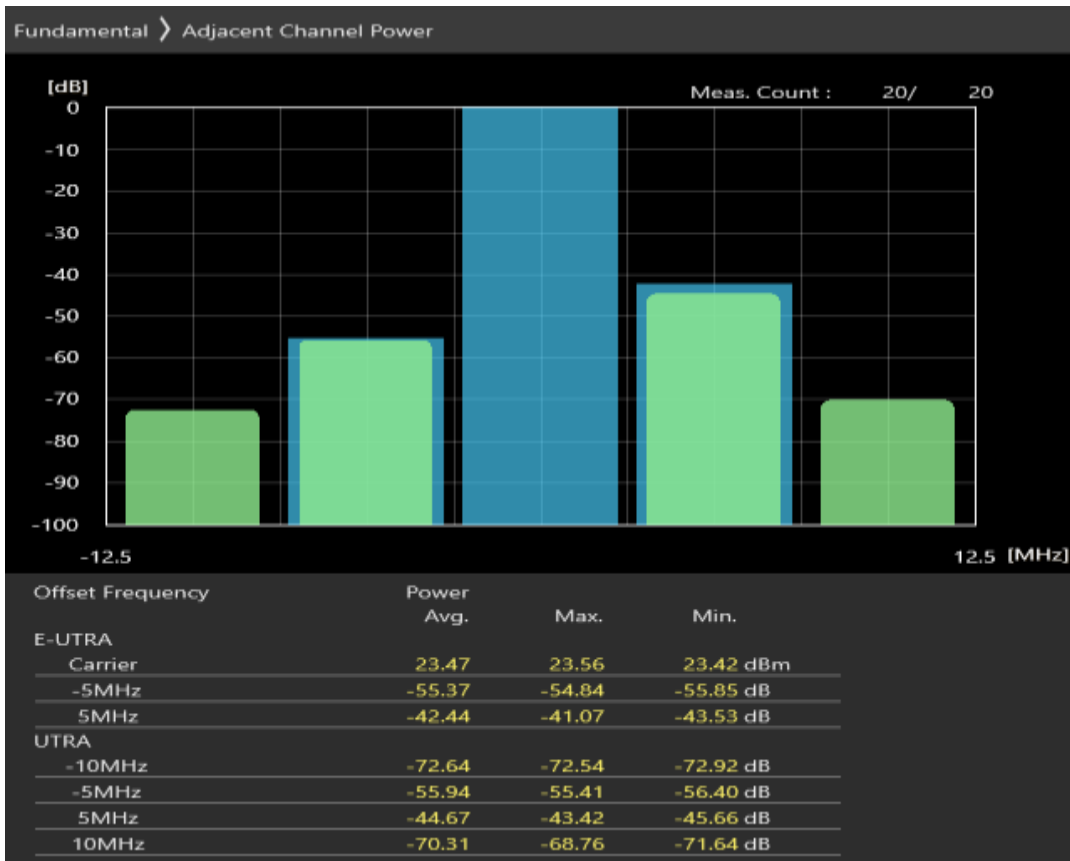 Fundamental ❯ Adjacent Channel Power
[dB]
Meas. Count : 20/ 20
0
-10
-20
-30
-40
-50
-60
-70
-80
-90
-100
-12.5 12.5 [MHz]
Offset Frequency Power
Avg. Max. Min.
E-UTRA
Carrier 23.47 23.56 23.42 dBm
-5MHz -55.37 -54.84 -55.85 dB
5MHz -42.44 -41.07 -43.53 dB
UTRA
-10MHz -72.64 -72.54 -72.92 dB
-5MHz -55.94 -55.41 -56.40 dB
5MHz -44.67 -43.42 -45.66 dB
10MHz -70.31 -68.76 -71.64 dB